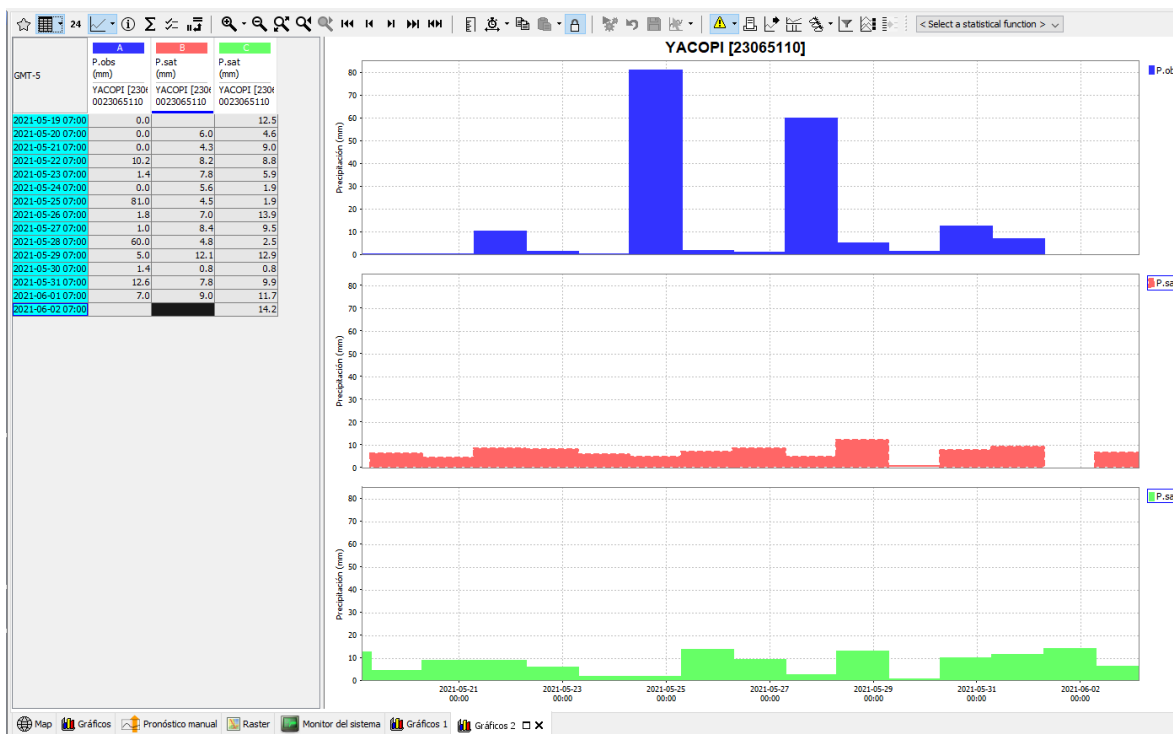 24
< Select a statistical function >
GMT-5
A B C
P.obs P.sat P.sat
(mm) (mm) (mm)
YACOPI [230 YACOPI [230 YACOPI [230
0023065110 0023065110 0023065110
2021-05-19 07:00 0.0 12.5
2021-05-20 07:00 0.0 6.0 4.6
2021-05-21 07:00 0.0 4.3 9.0
2021-05-22 07:00 10.2 8.2 8.8
2021-05-23 07:00 1.4 7.8 5.9
2021-05-24 07:00 0.0 5.6 1.9
2021-05-25 07:00 81.0 4.5 1.9
2021-05-26 07:00 1.8 7.0 13.9
2021-05-27 07:00 1.0 8.4 9.5
2021-05-28 07:00 60.0 4.8 2.5
2021-05-29 07:00 5.0 12.1 12.9
2021-05-30 07:00 1.4 0.8 0.8
2021-05-31 07:00 12.6 7.8 9.9
2021-06-01 07:00 7.0 9.0 11.7
2021-06-02 07:00 14.2
YACOPI [23065110]
Precipitación (mm)
80
70
60
50
40
30
20
10
0
P.ob
Precipitación (mm)
80
70
60
50
40
30
20
10
0
P.sa
Precipitación (mm)
80
70
60
50
40
30
20
10
0
P.sa
2021-05-21 2021-05-23 2021-05-25 2021-05-27 2021-05-29 2021-05-31 2021-06-02
00:00 00:00 00:00 00:00 00:00 00:00 00:00
Map Gráficos Pronóstico manual Raster Monitor del sistema Gráficos 1 Gráficos 2